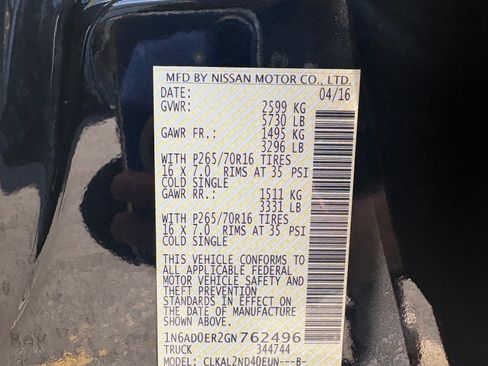 MFD BY NISSAN MOTOR CO., LTD.
DATE: 04/16
GVWR: 2599 KG
5730 LB
GAWR FR.: 1495 KG
3296 LB
WITH P265/70R16 TIRES
16 X 7.0 RIMS AT 35 PSI
COLD SINGLE
GAWR RR.: 1511 KG
3331 LB
WITH P265/70R16 TIRES
16 X 7.0 RIMS AT 35 PSI
COLD SINGLE
THIS VEHICLE CONFORMS TO
ALL APPLICABLE FEDERAL
MOTOR VEHICLE SAFETY AND
THEFT PREVENTION
STANDARDS IN EFFECT ON
THE DATE OF MANUFACTURE
SHOWN ABOVE.
1N6AD0ER2GN762496
TRUCK 344744
MODEL: CLKAL2ND40EUN---B-